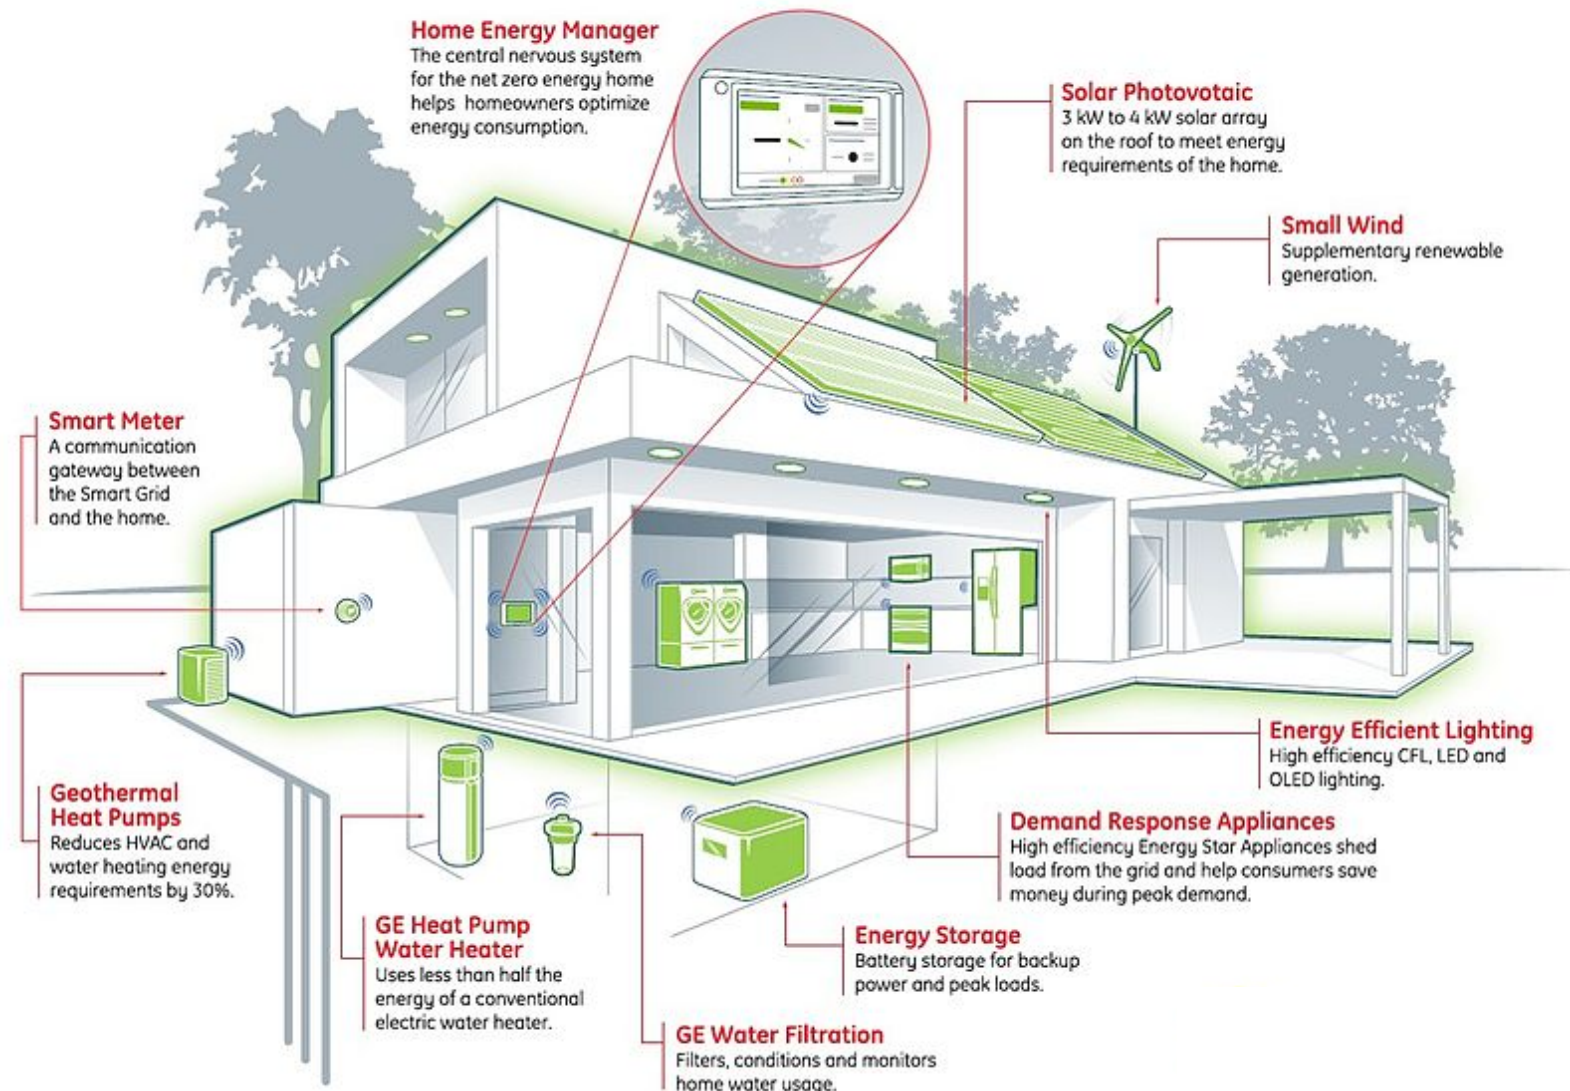 Home Energy Manager
The central nervous system
for the net zero energy home
helps homeowners optimize
energy consumption.
Solar Photovotaic
3 kW to 4 kW solar array
on the roof to meet energy
requirements of the home.
Small Wind
Supplementary renewable
generation.
Smart Meter
A communication
gateway between
the Smart Grid
and the home.
Geothermal
Heat Pumps
Reduces HVAC and
water heating energy
requirements by 30%.
GE Heat Pump
Water Heater
Uses less than half the
energy of a conventional
electric water heater.
GE Water Filtration
Filters, conditions and monitors
home water usage.
Energy Storage
Battery storage for backup
power and peak loads.
Demand Response Appliances
High efficiency Energy Star Appliances shed
load from the grid and help consumers save
money during peak demand.
Energy Efficient Lighting
High efficiency CFL, LED and
OLED lighting.